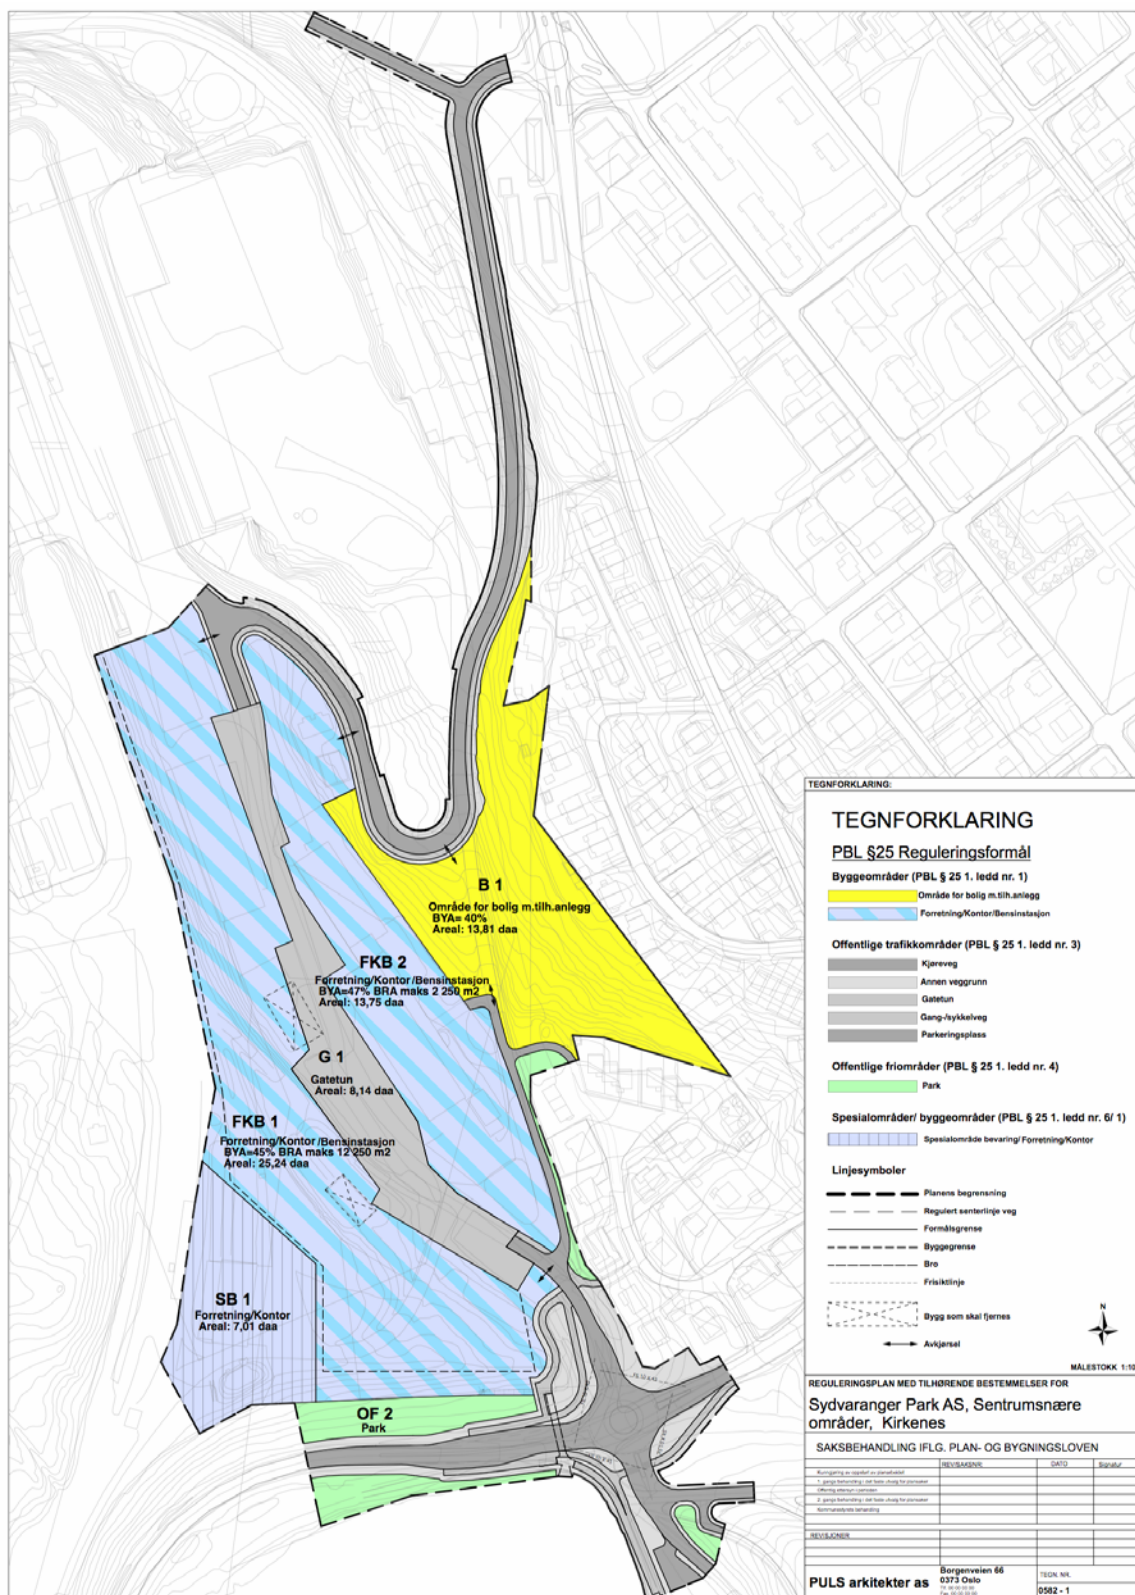 B 1
Område for bolig m.tilh.anlegg
BYA= 40%
Areal: 13,81 daa
FKB 2
Forretning/Kontor/Bensinstasjon
BYA=47% BRA maks 2 250 m2
Areal: 13,75 daa
G 1
Gatetun
Areal: 8,14 daa
FKB 1
Forretning/Kontor/Bensinstasjon
BYA=45% BRA maks 12 250 m2
Areal: 25,24 daa
SB 1
Forretning/Kontor
Areal: 7,01 daa
OF 2
Park
TEGNFORKLARING:
TEGNFORKLARING
PBL §25 Reguleringsformål
Byggeområder (PBL § 25 1. ledd nr. 1)
Område for bolig m.tilh.anlegg
Forretning/Kontor/Bensinstasjon
Offentlige trafikkområder (PBL § 25 1. ledd nr. 3)
Kjøreveg
Annen veggrunn
Gatetun
Gang-/sykkelveg
Parkeringsplass
Offentlige friområder (PBL § 25 1. ledd nr. 4)
Park
Spesialområder/ byggeområder (PBL § 25 1. ledd nr. 6/ 1)
Spesialområde bevaring/Forretning/Kontor
Linjesymboler
Planens begrensning
Regulert senterlinje veg
Formålsgrense
Byggegrense
Bro
Frisiktlinje
Bygg som skal fjernes
Avkjørsel
N
MÅLESTOKK 1:10
REGULERINGSPLAN MED TILHØRENDE BESTEMMELSER FOR
Sydvaranger Park AS, Sentrumsnære
områder, Kirkenes
SAKSBEHANDLING IFLG. PLAN- OG BYGNINGSLOVEN
REV/SAKSNR. DATO Signatur
REVISJONER
PULS arkitekter as
Borgenveien 66
0373 Oslo
TEGN. NR.
0582 - 1